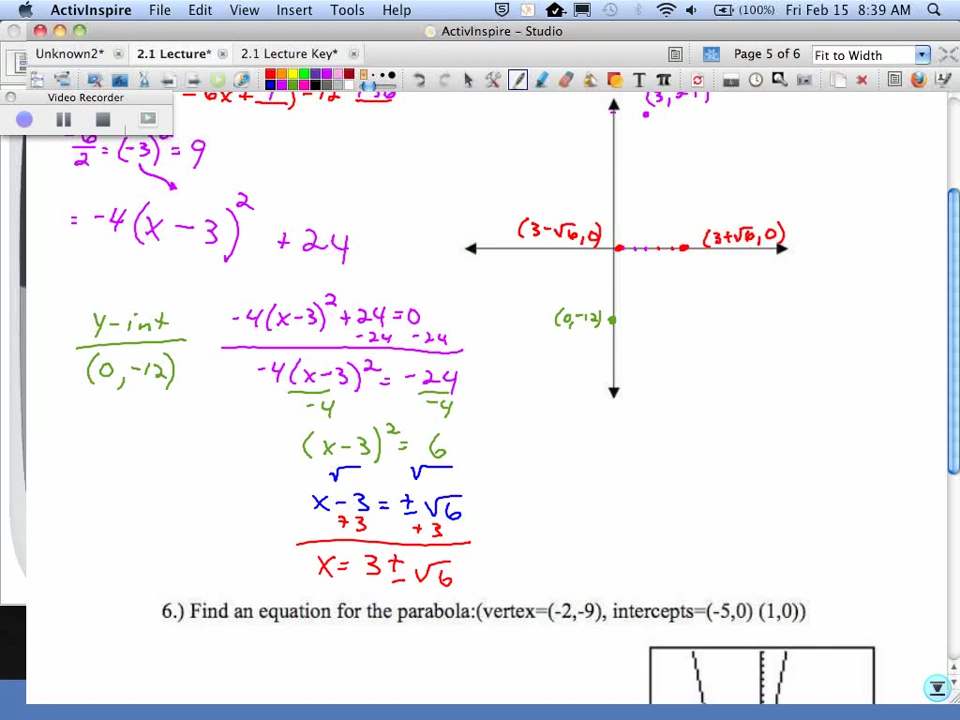 ActivInspire File Edit View Insert Tools Help (100%) Fri Feb 15 8:39 AM
ActivInspire - Studio
Unknown2* 2.1 Lecture* 2.1 Lecture Key* Page 5 of 6 Fit to Width
Video Recorder
6/2 = (-3)² = 9
= -4(x-3)² + 24
(3-√6,0) (3+√6,0)
(0,-12)
y-int
(0,-12)
-4(x-3)²+24=0
-24 -24
-4(x-3)² = -24
-4 -4
(x-3)² = 6
√ √
x-3 = ±√6
+3 +3
x= 3±√6
6.) Find an equation for the parabola:(vertex=(-2,-9), intercepts=(-5,0) (1,0))